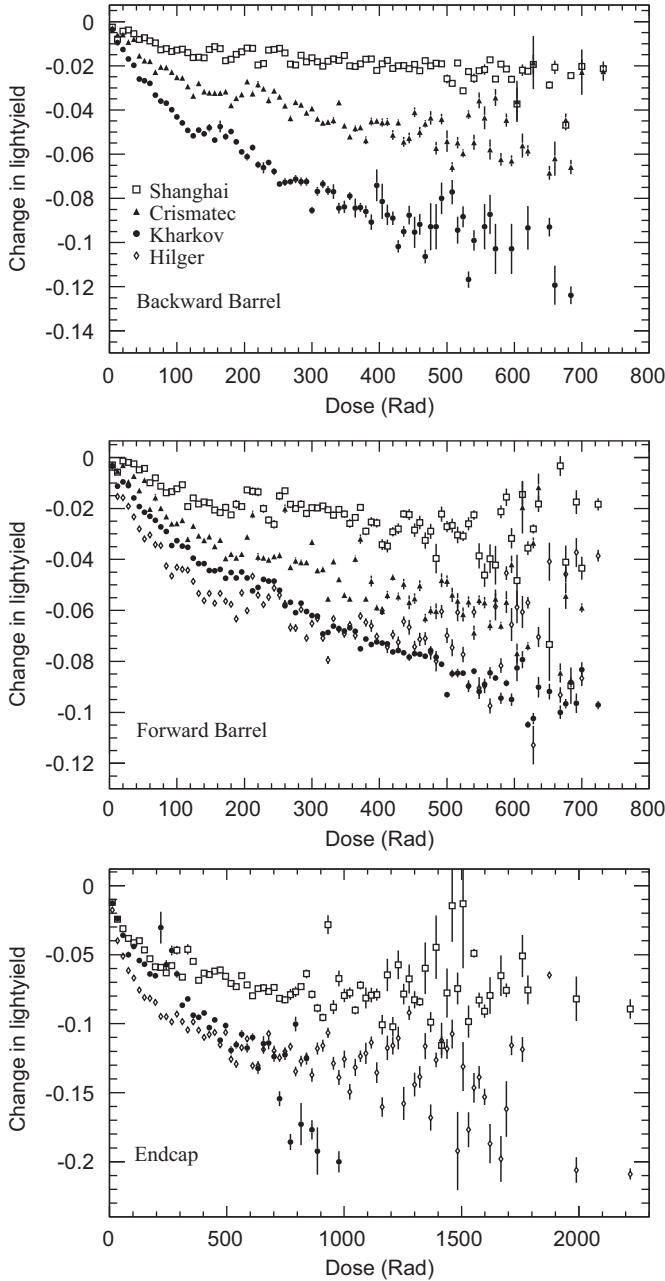 0
-0.02
-0.04
-0.06
-0.08
-0.1
-0.12
-0.14
Change in lightyield
Shanghai
Crismatec
Kharkov
Hilger
Backward Barrel
0 100 200 300 400 500 600 700 800
Dose (Rad)
0
-0.02
-0.04
-0.06
-0.08
-0.1
-0.12
Change in lightyield
Forward Barrel
0 100 200 300 400 500 600 700 800
Dose (Rad)
0
-0.05
-0.1
-0.15
-0.2
Change in lightyield
Endcap
0 500 1000 1500 2000
Dose (Rad)